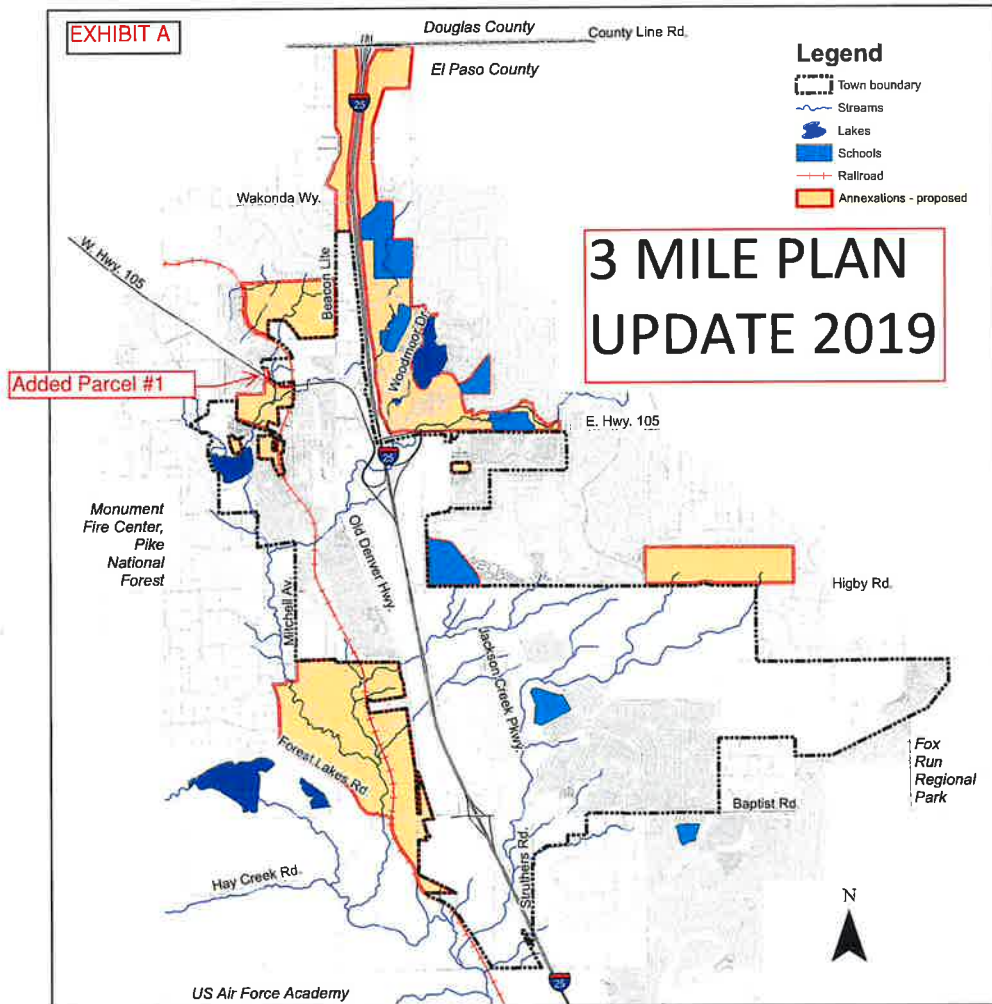 EXHIBIT A
Douglas County
County Line Rd.
El Paso County
25
Legend
Town boundary
Streams
Lakes
Schools
Railroad
Annexations - proposed
Wakonda Wy.
W. Hwy. 105
Beacon Lite
3 MILE PLAN
UPDATE 2019
Woodmoor Dr.
Added Parcel #1
E. Hwy. 105
25
Monument
Fire Center,
Pike
National
Forest
Old Denver Hwy.
Mitchell Av.
Higby Rd.
Jackson Creek Pkwy.
Forest Lakes Rd.
Fox
Run
Regional
Park
Baptist Rd.
Struthers Rd.
Hay Creek Rd.
N
25
US Air Force Academy